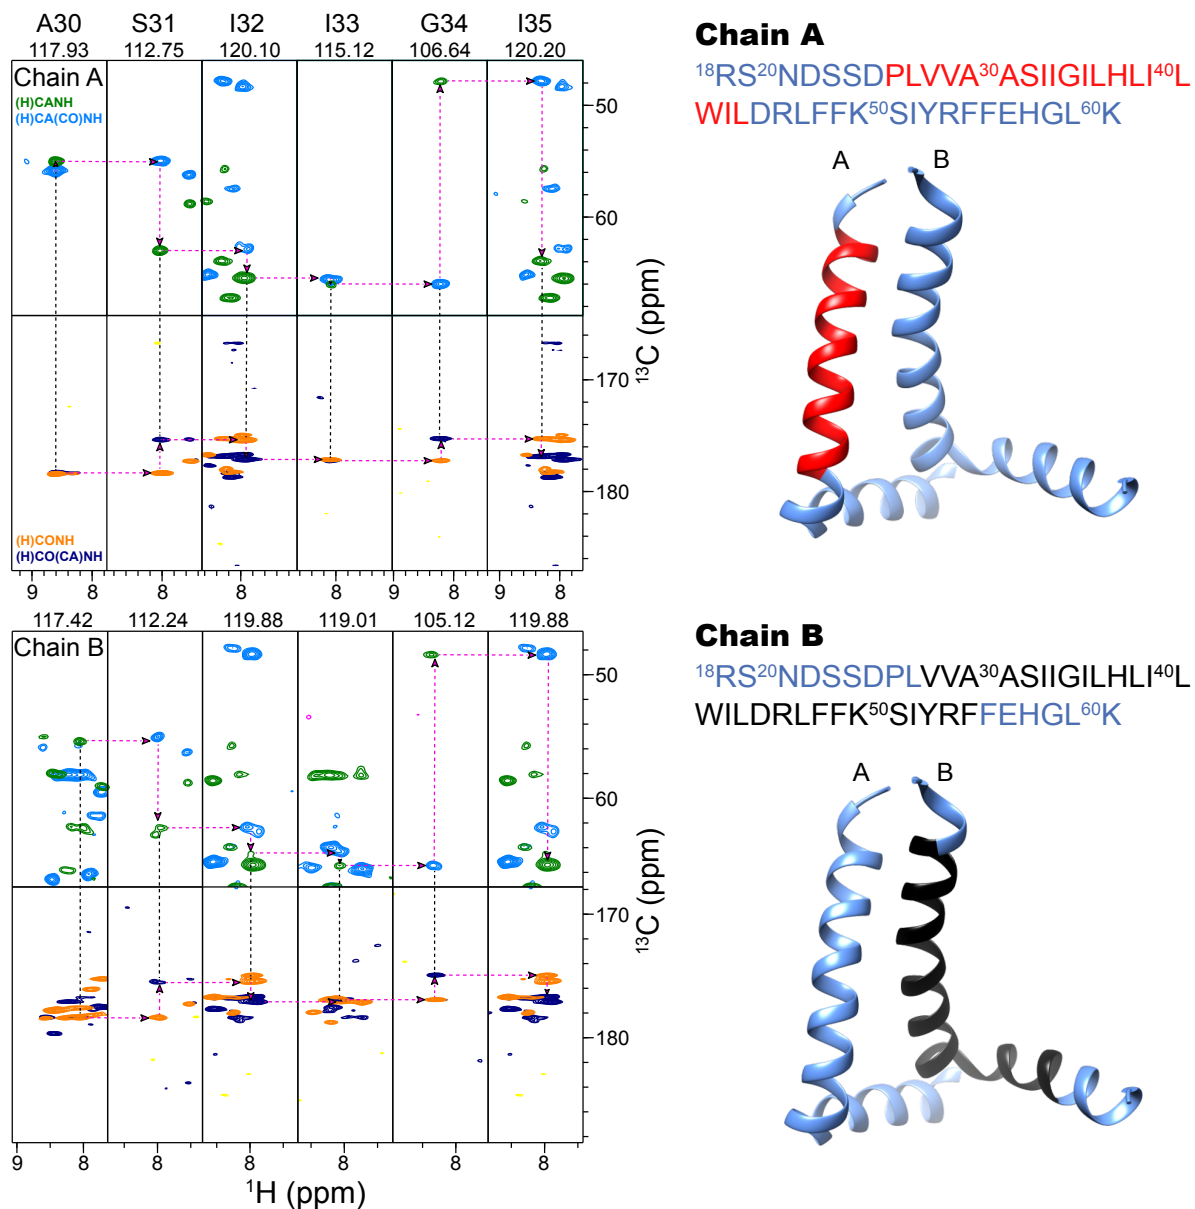 A30 S31 I32 I33 G34 I35
117.93 112.75 120.10 115.12 106.64 120.20
Chain A
(H)CANH
(H)CA(CO)NH
50
60
170
180
13C (ppm)
(H)CONH
(H)CO(CA)NH
9 8 8 8 8 9 8 9 8
117.42 112.24 119.88 119.01 105.12 119.88
Chain B
50
60
170
180
13C (ppm)
9 8 8 8 8 8 8
1H (ppm)
Chain A
18RS20NDSSDPLVVA30ASIIGILHLI40L
WILDRLFFK50SIYRFFEHGL60K
A B
Chain B
18RS20NDSSDPLVVA30ASIIGILHLI40L
WILDRLFFK50SIYRFFEHGL60K
A B